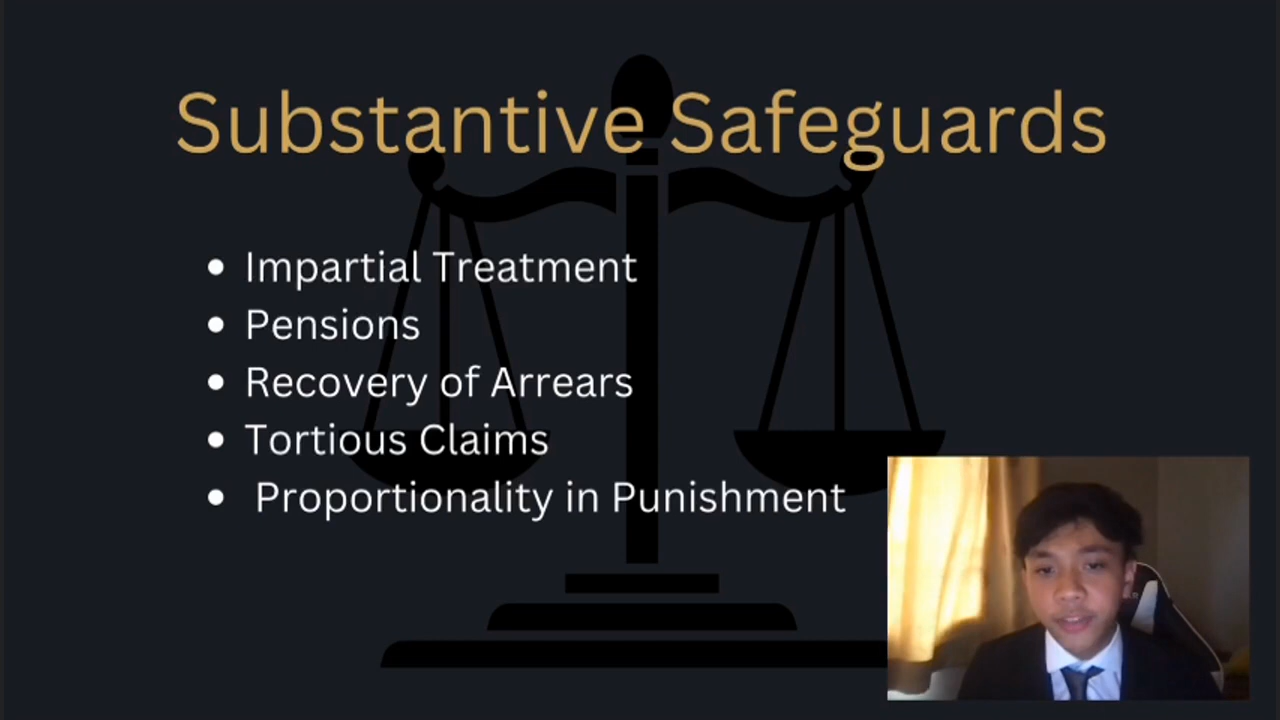 Substantive Safeguards
• Impartial Treatment
• Pensions
• Recovery of Arrears
• Tortious Claims
• Proportionality in Punishment